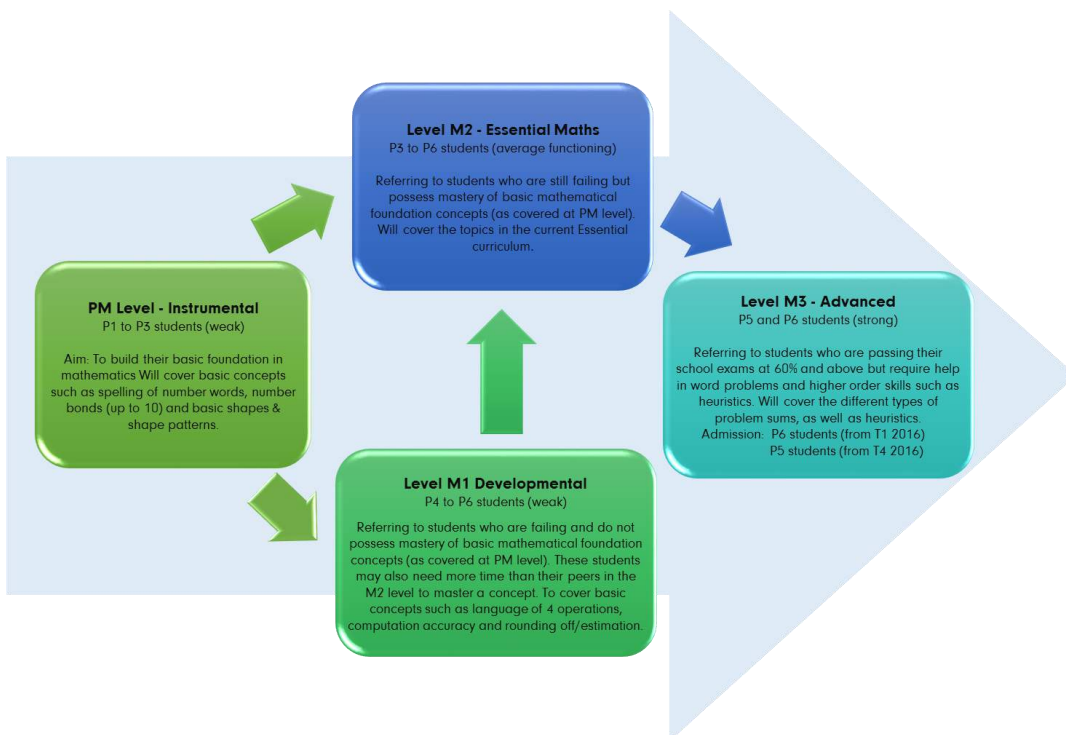 Level M2 - Essential Maths
P3 to P6 students (average functioning)
Referring to students who are still failing but
possess mastery of basic mathematical
foundation concepts (as covered at PM level).
Will cover the topics in the current Essential
curriculum.
PM Level - Instrumental
P1 to P3 students (weak)
Aim: To build their basic foundation in
mathematics Will cover basic concepts
such as spelling of number words, number
bonds (up to 10) and basic shapes &
shape patterns.
Level M3 - Advanced
P5 and P6 students (strong)
Referring to students who are passing their
school exams at 60% and above but require help
in word problems and higher order skills such as
heuristics. Will cover the different types of
problem sums, as well as heuristics.
Admission: P6 students (from T1 2016)
P5 students (from T4 2016)
Level M1 Developmental
P4 to P6 students (weak)
Referring to students who are failing and do not
possess mastery of basic mathematical foundation
concepts (as covered at PM level). These students
may also need more time than their peers in the
M2 level to master a concept. To cover basic
concepts such as language of 4 operations,
computation accuracy and rounding off/estimation.